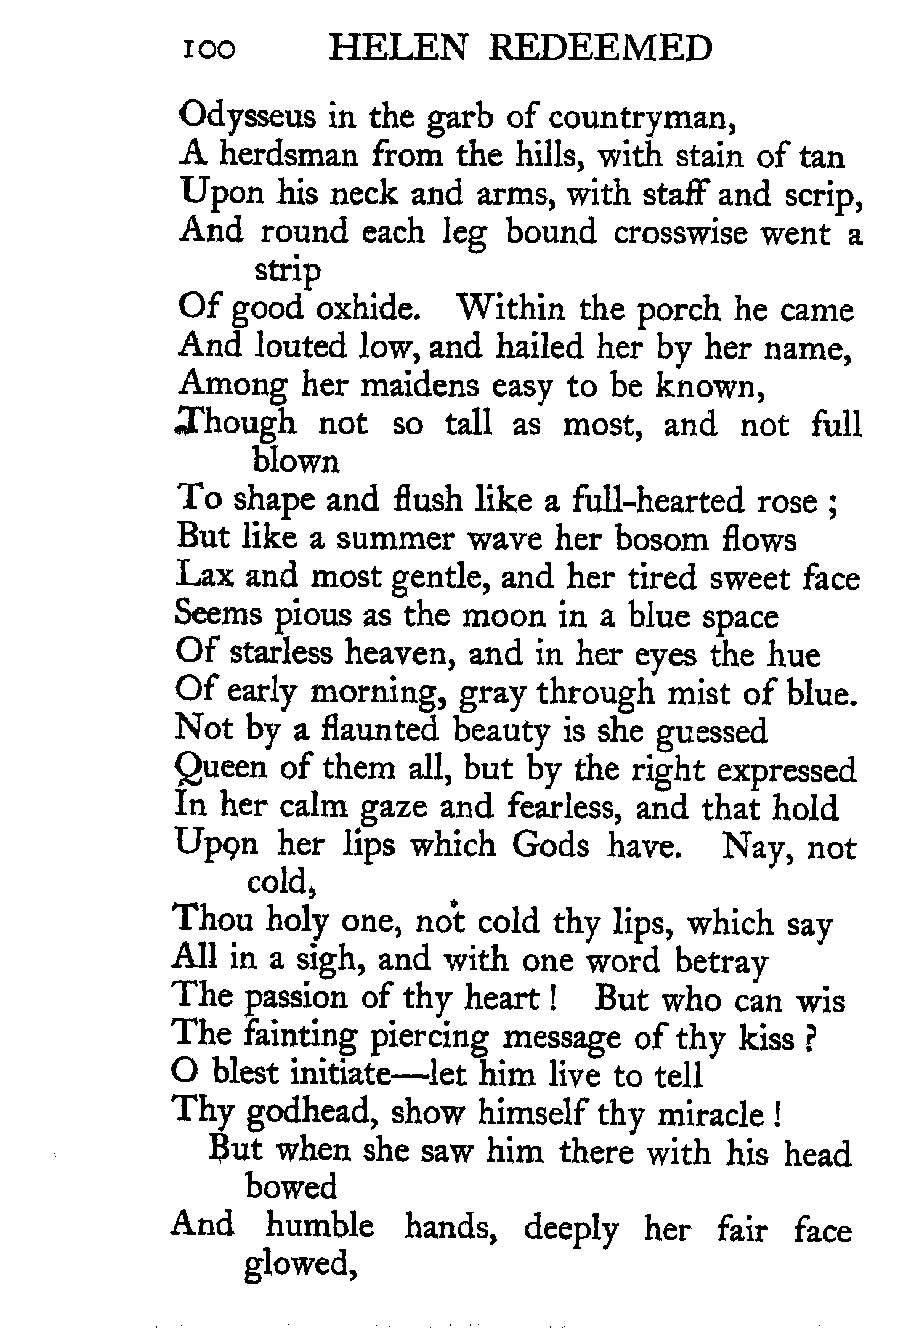 100 HELEN REDEEMED
Odysseus in the garb of countryman,
A herdsman from the hills, with stain of tan
Upon his neck and arms, with staff and scrip,
And round each leg bound crosswise went a
strip
Of good oxhide. Within the porch he came
And louted low, and hailed her by her name,
Among her maidens easy to be known,
Though not so tall as most, and not full
blown
To shape and flush like a full-hearted rose ;
But like a summer wave her bosom flows
Lax and most gentle, and her tired sweet face
Seems pious as the moon in a blue space
Of starless heaven, and in her eyes the hue
Of early morning, gray through mist of blue.
Not by a flaunted beauty is she guessed
Queen of them all, but by the right expressed
In her calm gaze and fearless, and that hold
Upon her lips which Gods have. Nay, not
cold,
Thou holy one, not cold thy lips, which say
All in a sigh, and with one word betray
The passion of thy heart ! But who can wis
The fainting piercing message of thy kiss ?
O blest initiate—let him live to tell
Thy godhead, show himself thy miracle !
But when she saw him there with his head
bowed
And humble hands, deeply her fair face
glowed,